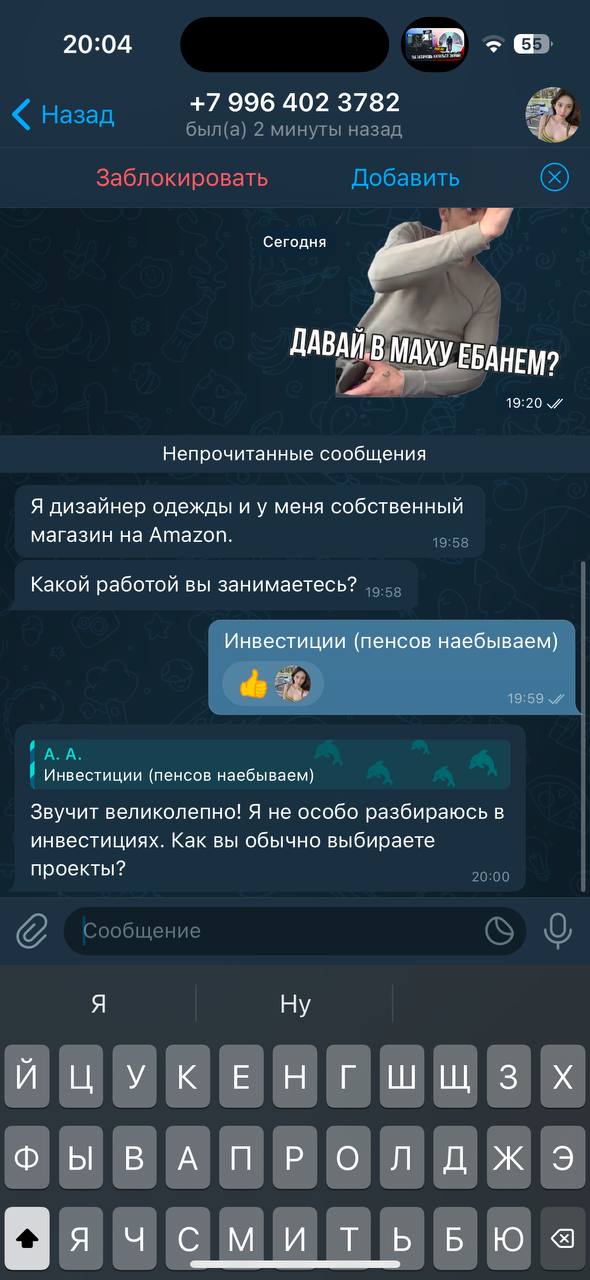 20:04
55
Назад
+7 996 402 3782
был(а) 2 минуты назад
Заблокировать
Добавить
Сегодня
ДАВАЙ В МАХУ ЕБАНЕМ?
19:20
Непрочитанные сообщения
Я дизайнер одежды и у меня собственный
магазин на Amazon.
19:58
Какой работой вы занимаетесь?
19:58
Инвестиции (пенсов наебываем)
19:59
А. А.
Инвестиции (пенсов наебываем)
Звучит великолепно! Я не особо разбираюсь в
инвестициях. Как вы обычно выбираете
проекты?
20:00
Сообщение
Я Ну
Й Ц У К Е Н Г Ш Щ З Х
Ф Ы В А П Р О Л Д Ж Э
Я Ч С М И Т Ь Б Ю